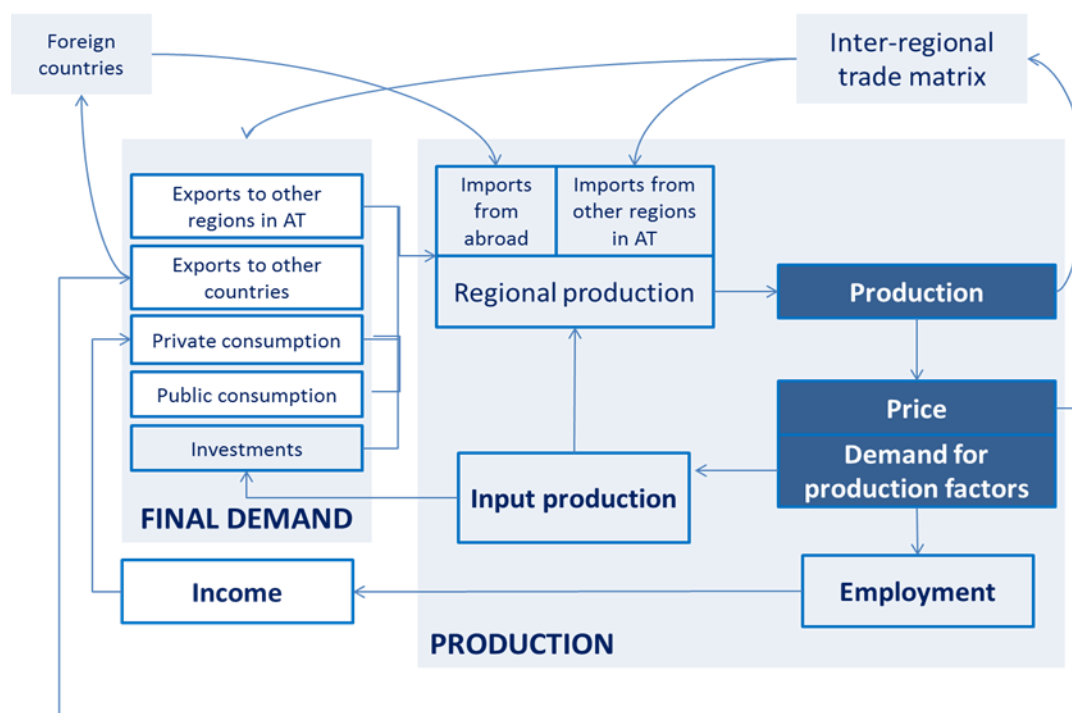 Foreign
countries
Inter-regional
trade matrix
Exports to other
regions in AT
Exports to other
countries
Private consumption
Public consumption
Investments
FINAL DEMAND
Income
Imports
from
abroad
Imports from
other regions
in AT
Regional production
Production
Price
Demand for
production factors
Input production
Employment
PRODUCTION